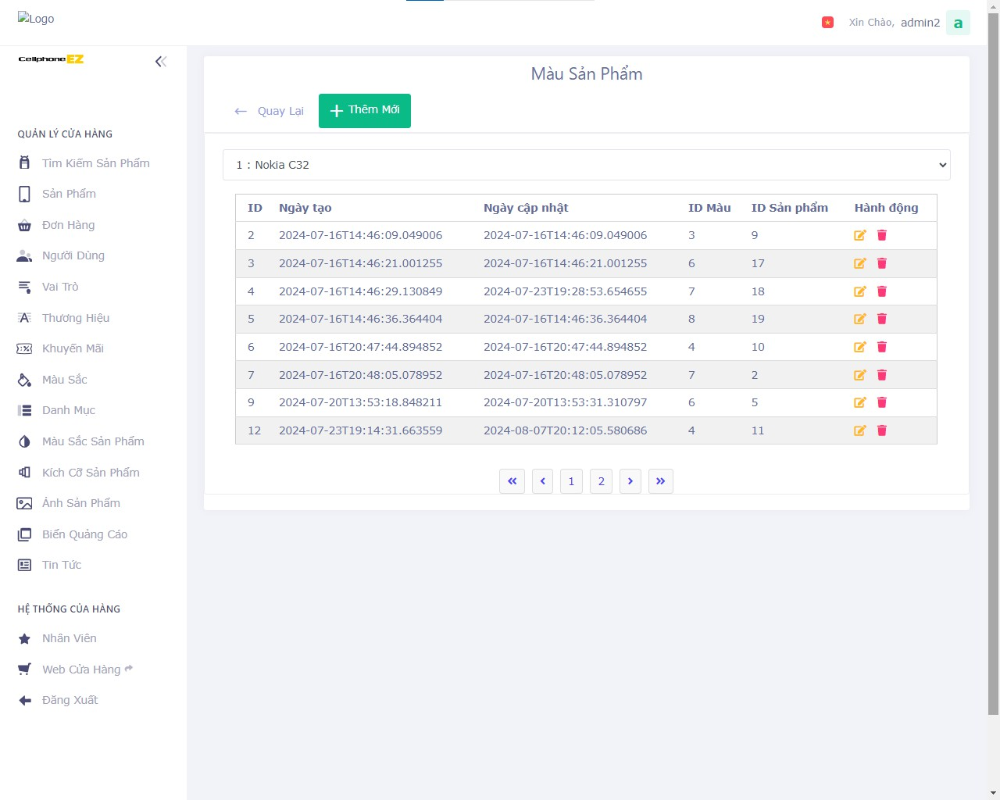 Logo
Xin Chào, admin2 a
CellphoneEZ
QUẢN LÝ CỬA HÀNG
Tìm Kiếm Sản Phẩm
Sản Phẩm
Đơn Hàng
Người Dùng
Vai Trò
Thương Hiệu
Khuyến Mãi
Màu Sắc
Danh Mục
Màu Sắc Sản Phẩm
Kích Cỡ Sản Phẩm
Ảnh Sản Phẩm
Biển Quảng Cáo
Tin Tức
HỆ THỐNG CỦA HÀNG
Nhân Viên
Web Cửa Hàng
Đăng Xuất
Màu Sản Phẩm
Quay Lại Thêm Mới
1 : Nokia C32
ID Ngày tạo Ngày cập nhật ID Màu ID Sản phẩm Hành động
2 2024-07-16T14:46:09.049006 2024-07-16T14:46:09.049006 3 9
3 2024-07-16T14:46:21.001255 2024-07-16T14:46:21.001255 6 17
4 2024-07-16T14:46:29.130849 2024-07-23T19:28:53.654655 7 18
5 2024-07-16T14:46:36.364404 2024-07-16T14:46:36.364404 8 19
6 2024-07-16T20:47:44.894852 2024-07-16T20:47:44.894852 4 10
7 2024-07-16T20:48:05.078952 2024-07-16T20:48:05.078952 7 2
9 2024-07-20T13:53:18.848211 2024-07-20T13:53:31.310797 6 5
12 2024-07-23T19:14:31.663559 2024-08-07T20:12:05.580686 4 11
1 2